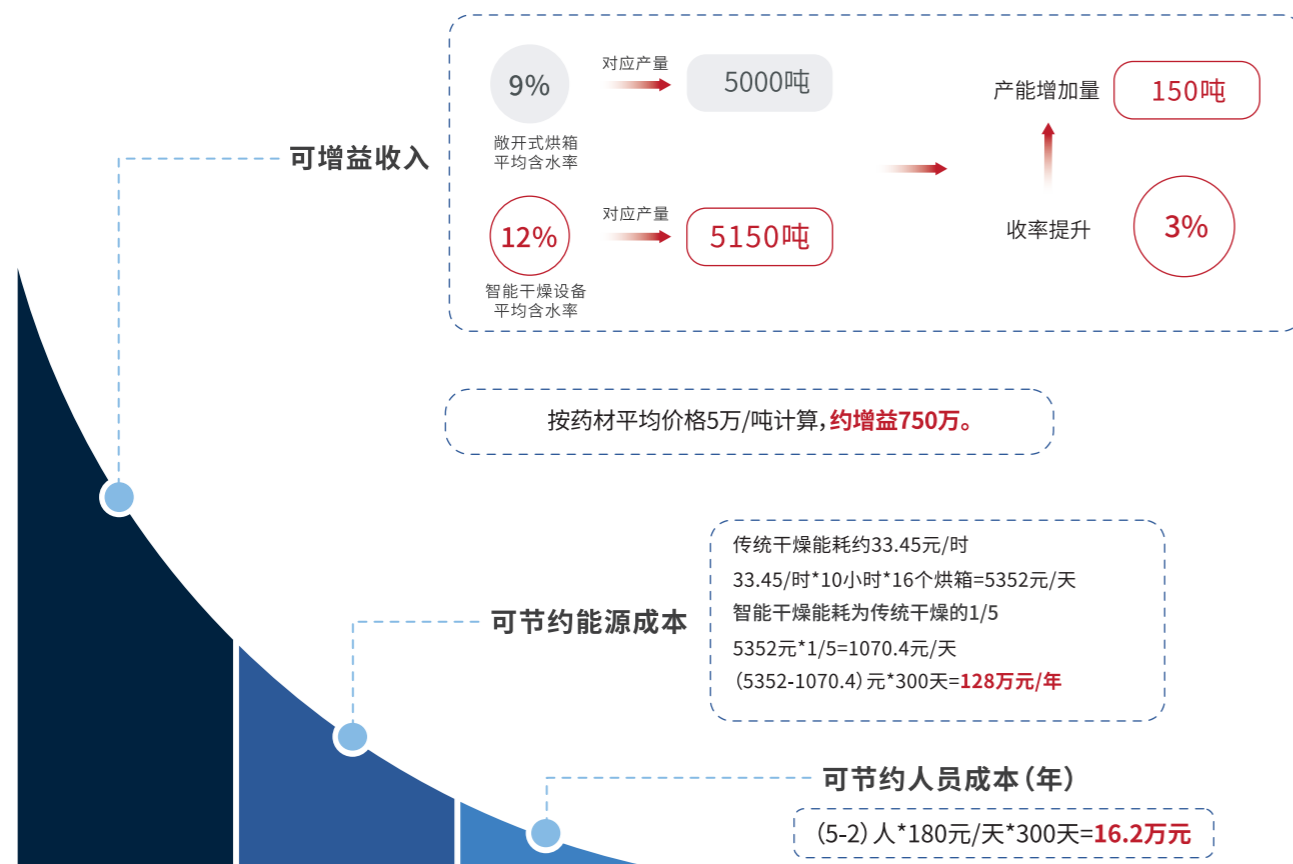 可增益收入
9%
敞开式烘箱
平均含水率
对应产量
5000吨
12%
智能干燥设备
平均含水率
对应产量
5150吨
产能增加量
150吨
收率提升
3%
按药材平均价格5万/吨计算，约增益750万。
可节约能源成本
传统干燥能耗约33.45元/时
33.45/时*10小时*16个烘箱=5352元/天
智能干燥能耗为传统干燥的1/5
5352元*1/5=1070.4元/天
（5352-1070.4）元*300天=128万元/年
可节约人员成本（年）
（5-2）人*180元/天*300天=16.2万元